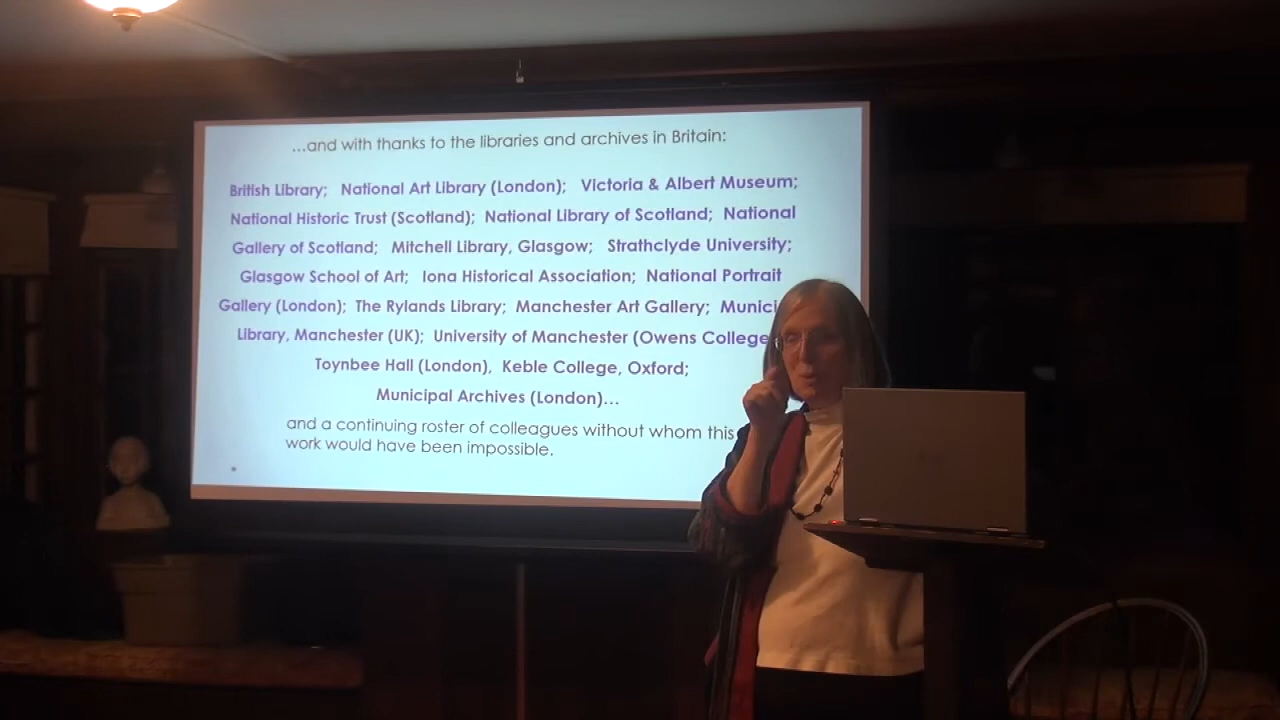 ...and with thanks to the libraries and archives in Britain:
British Library; National Art Library (London); Victoria & Albert Museum;
National Historic Trust (Scotland); National Library of Scotland; National
Gallery of Scotland; Mitchell Library, Glasgow; Strathclyde University;
Glasgow School of Art; Iona Historical Association; National Portrait
Gallery (London); The Rylands Library; Manchester Art Gallery; Munici
Library, Manchester (UK); University of Manchester (Owens College
Toynbee Hall (London), Keble College, Oxford;
Municipal Archives (London)...
and a continuing roster of colleagues without whom this
work would have been impossible.